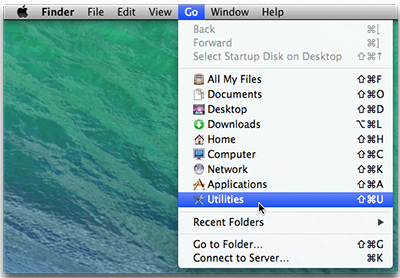 Finder File Edit View Go Window Help
Back ⌘[
Forward ⌘]
Select Startup Disk on Desktop ⇧⌘↑
All My Files ⇧⌘F
Documents ⇧⌘O
Desktop ⇧⌘D
Downloads ⌥⌘L
Home ⇧⌘H
Computer ⇧⌘C
Network ⇧⌘K
Applications ⇧⌘A
Utilities ⇧⌘U
Recent Folders
Go to Folder... ⇧⌘G
Connect to Server... ⌘K